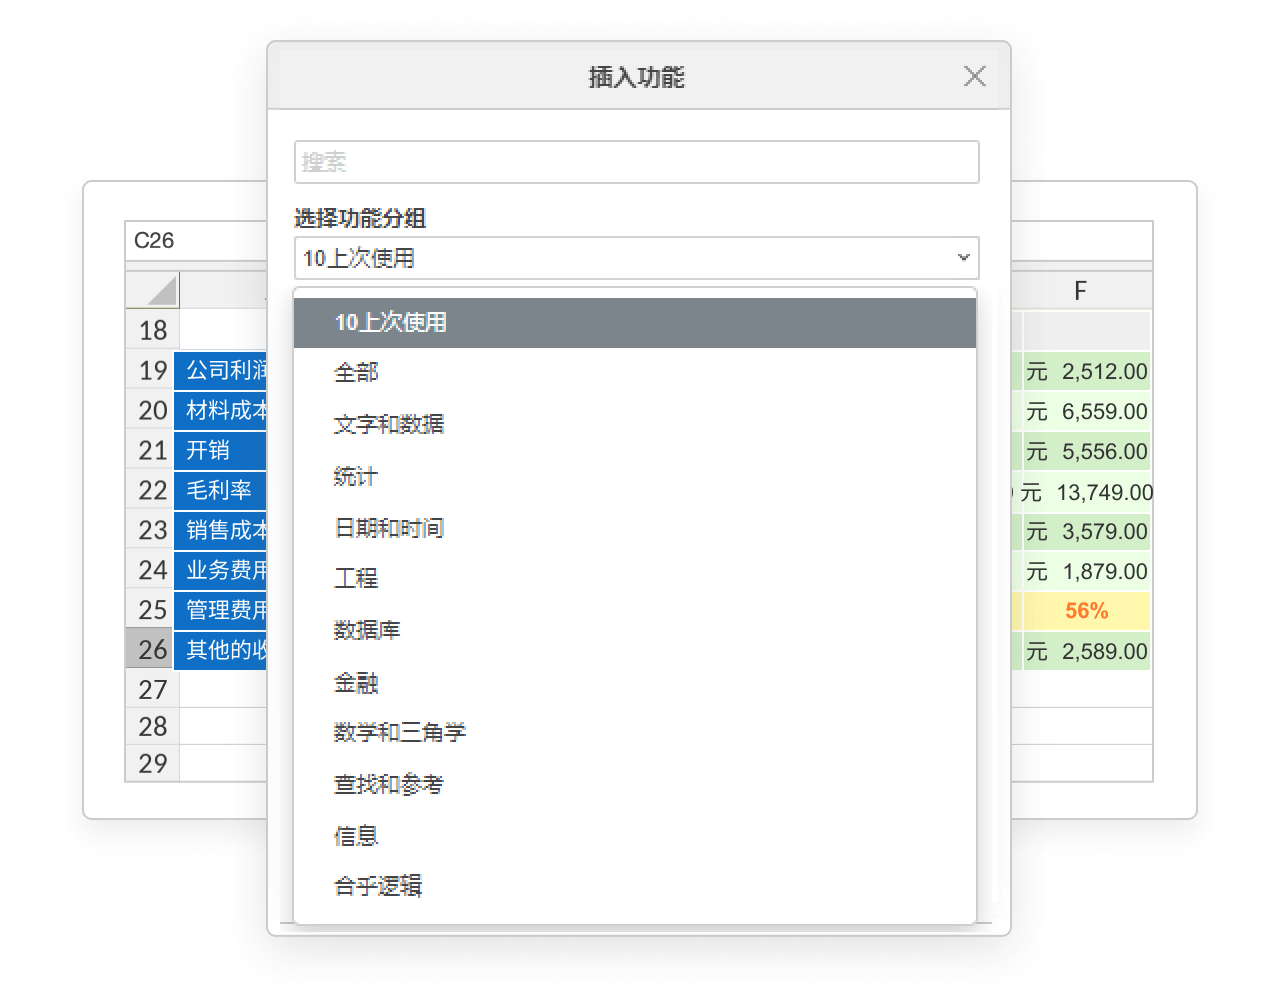 插入功能
搜索
选择功能分组
10上次使用
10上次使用
全部
文字和数据
统计
日期和时间
工程
数据库
金融
数学和三角学
查找和参考
信息
合乎逻辑
C26
F
18
19 公司利润 元 2,512.00
20 材料成本 元 6,559.00
21 开销 元 5,556.00
22 毛利率 元 13,749.00
23 销售成本 元 3,579.00
24 业务费用 元 1,879.00
25 管理费用 56%
26 其他的收 元 2,589.00
27
28
29